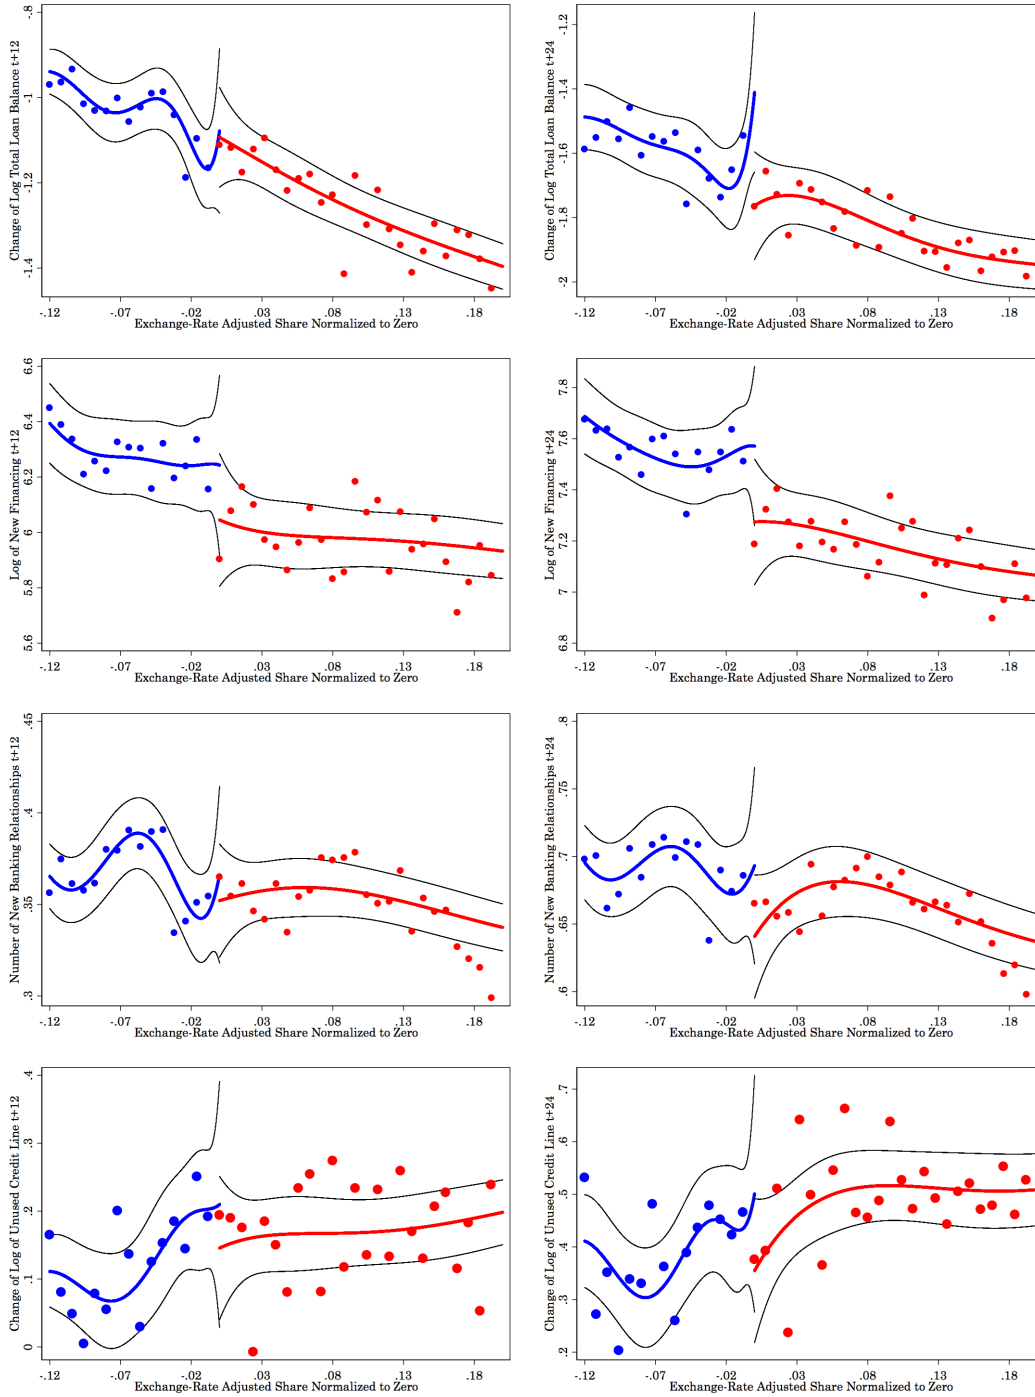 Change of Log Total Loan Balance t+12
-.8
-1
-1.2
-1.4
-.12 -.07 -.02 .03 .08 .13 .18
Exchange-Rate Adjusted Share Normalized to Zero
Change of Log Total Loan Balance t+24
-1.2
-1.4
-1.6
-1.8
-2
-.12 -.07 -.02 .03 .08 .13 .18
Exchange-Rate Adjusted Share Normalized to Zero
Log of New Financing t+12
6.6
6.4
6.2
6
5.8
5.6
-.12 -.07 -.02 .03 .08 .13 .18
Exchange-Rate Adjusted Share Normalized to Zero
Log of New Financing t+24
7.8
7.6
7.4
7.2
7
6.8
-.12 -.07 -.02 .03 .08 .13 .18
Exchange-Rate Adjusted Share Normalized to Zero
Number of New Banking Relationships t+12
.45
.4
.35
.3
-.12 -.07 -.02 .03 .08 .13 .18
Exchange-Rate Adjusted Share Normalized to Zero
Number of New Banking Relationships t+24
.8
.75
.7
.65
.6
-.12 -.07 -.02 .03 .08 .13 .18
Exchange-Rate Adjusted Share Normalized to Zero
Change of Log of Unused Credit Line t+12
.4
.3
.2
.1
0
-.12 -.07 -.02 .03 .08 .13 .18
Exchange-Rate Adjusted Share Normalized to Zero
Change of Log of Unused Credit Line t+24
.7
.6
.5
.4
.3
.2
-.12 -.07 -.02 .03 .08 .13 .18
Exchange-Rate Adjusted Share Normalized to Zero